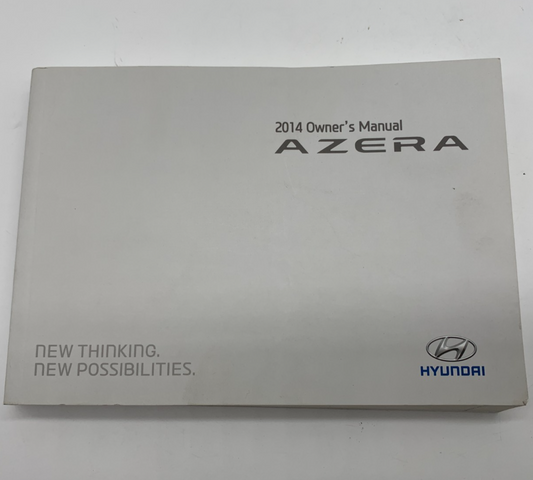 2014 Owner's Manual
AZERA
NEW THINKING.
NEW POSSIBILITIES.
HYUNDAI